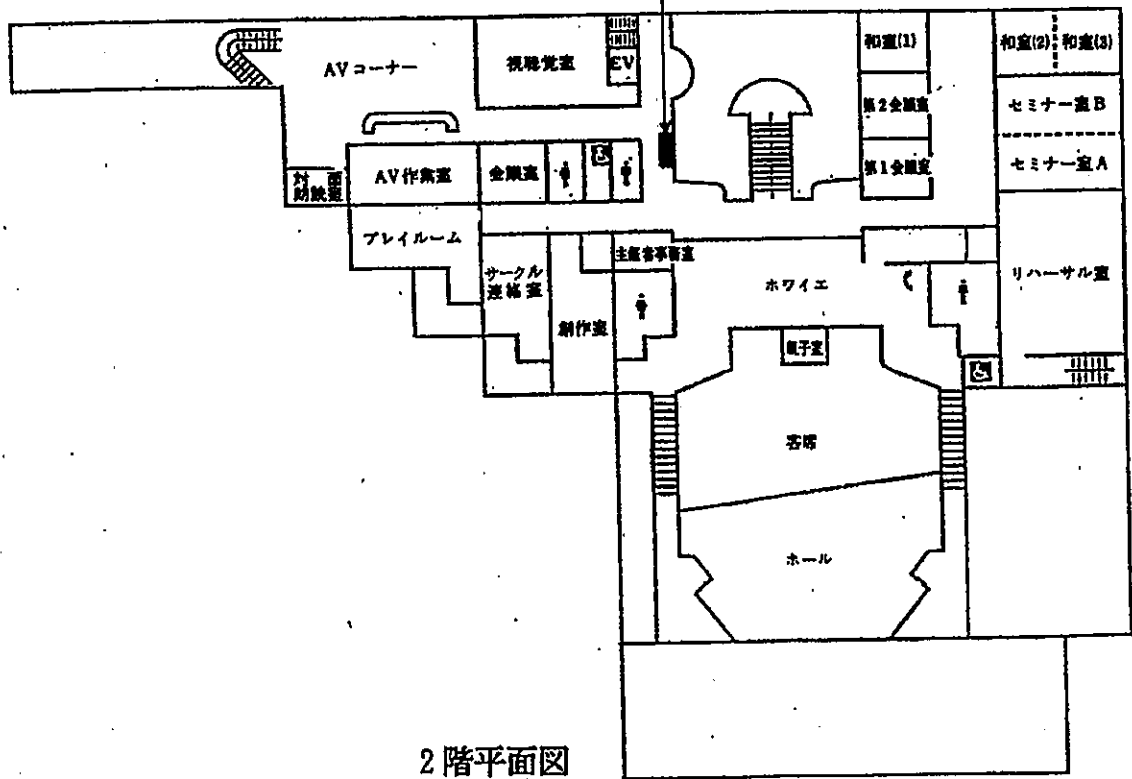 AVコーナー
視聴覚室
EV
和室(1)
和室(2)
和室(3)
第2会議室
セミナー室B
対面
朗読室
AV作業室
会議室
第1会議室
セミナー室A
プレイルーム
主催者事務室
サークル
連絡室
ホワイエ
リハーサル室
創作室
親子室
客席
ホール
2階平面図